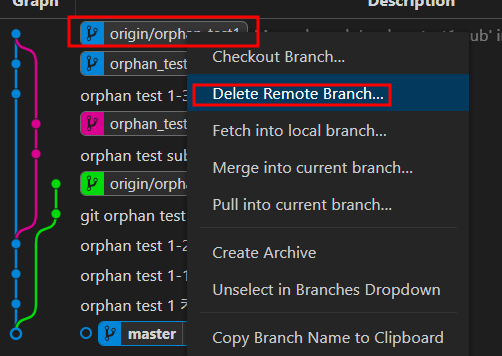 Graph Description
origin/orphan_test1
orphan_tes
orphan test 1-3
orphan_tes
orphan test sub
origin/orpha
git orphan test
orphan test 1-2
orphan test 1-1
orphan test 1
master
Checkout Branch...
Delete Remote Branch...
Fetch into local branch...
Merge into current branch...
Pull into current branch...
Create Archive
Unselect in Branches Dropdown
Copy Branch Name to Clipboard